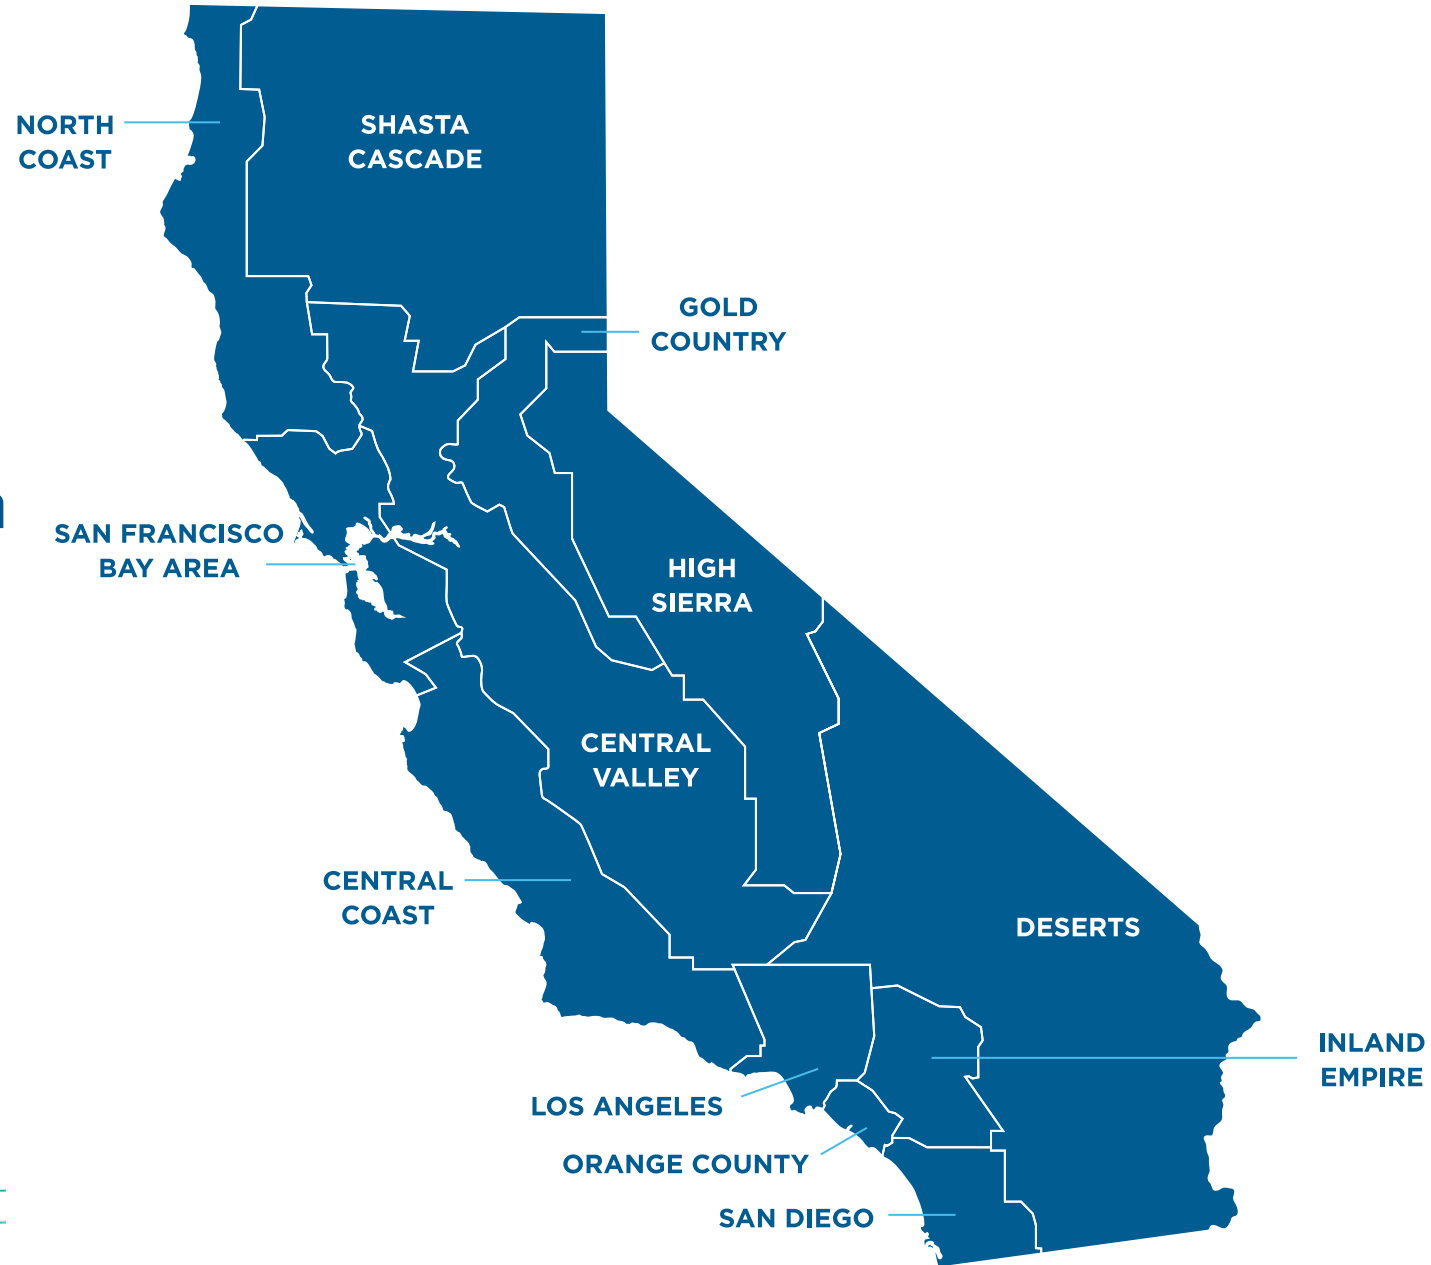 NORTH
COAST
SHASTA
CASCADE
GOLD
COUNTRY
SAN FRANCISCO
BAY AREA
HIGH
SIERRA
CENTRAL
VALLEY
CENTRAL
COAST
DESERTS
INLAND
EMPIRE
LOS ANGELES
ORANGE COUNTY
SAN DIEGO